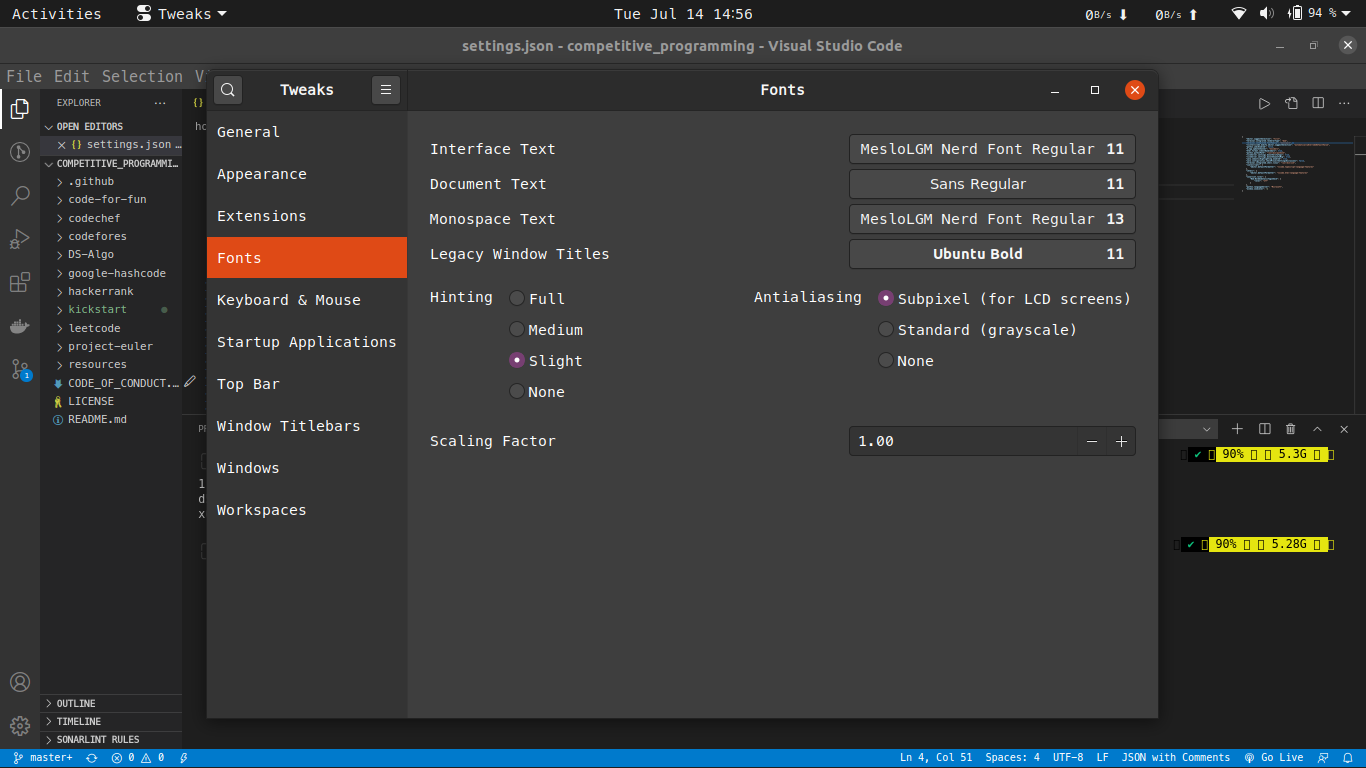 Activities Tweaks Tue Jul 14 14:56 0B/s 0B/s 94 %
settings.json - competitive_programming - Visual Studio Code
File Edit Selection
Tweaks
Fonts
EXPLORER
OPEN EDITORS
settings.json
COMPETITIVE_PROGRAMMI...
.github
code-for-fun
codechef
codefores
DS-Algo
google-hashcode
hackerrank
kickstart
leetcode
project-euler
resources
CODE_OF_CONDUCT....
LICENSE
README.md
OUTLINE
TIMELINE
SONARLINT RULES
General
Appearance
Extensions
Fonts
Keyboard & Mouse
Startup Applications
Top Bar
Window Titlebars
Windows
Workspaces
Interface Text MesloLGM Nerd Font Regular 11
Document Text Sans Regular 11
Monospace Text MesloLGM Nerd Font Regular 13
Legacy Window Titles Ubuntu Bold 11
Hinting Full
Medium
Slight
None
Antialiasing Subpixel (for LCD screens)
Standard (grayscale)
None
Scaling Factor 1.00
✔ 90% 5.3G
✔ 90% 5.28G
1
d
x
master+ 0 0 Ln 4, Col 51 Spaces: 4 UTF-8 LF JSON with Comments Go Live